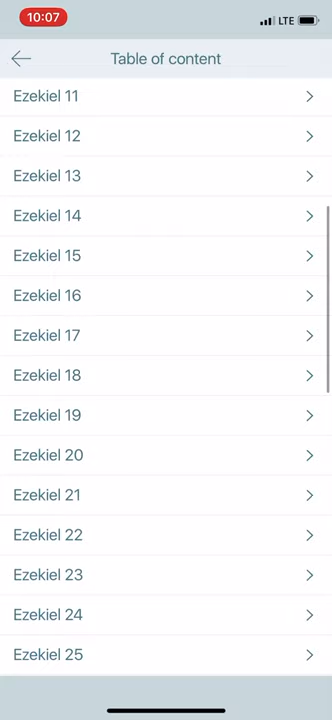 10:07
LTE
Table of content
Ezekiel 11
Ezekiel 12
Ezekiel 13
Ezekiel 14
Ezekiel 15
Ezekiel 16
Ezekiel 17
Ezekiel 18
Ezekiel 19
Ezekiel 20
Ezekiel 21
Ezekiel 22
Ezekiel 23
Ezekiel 24
Ezekiel 25